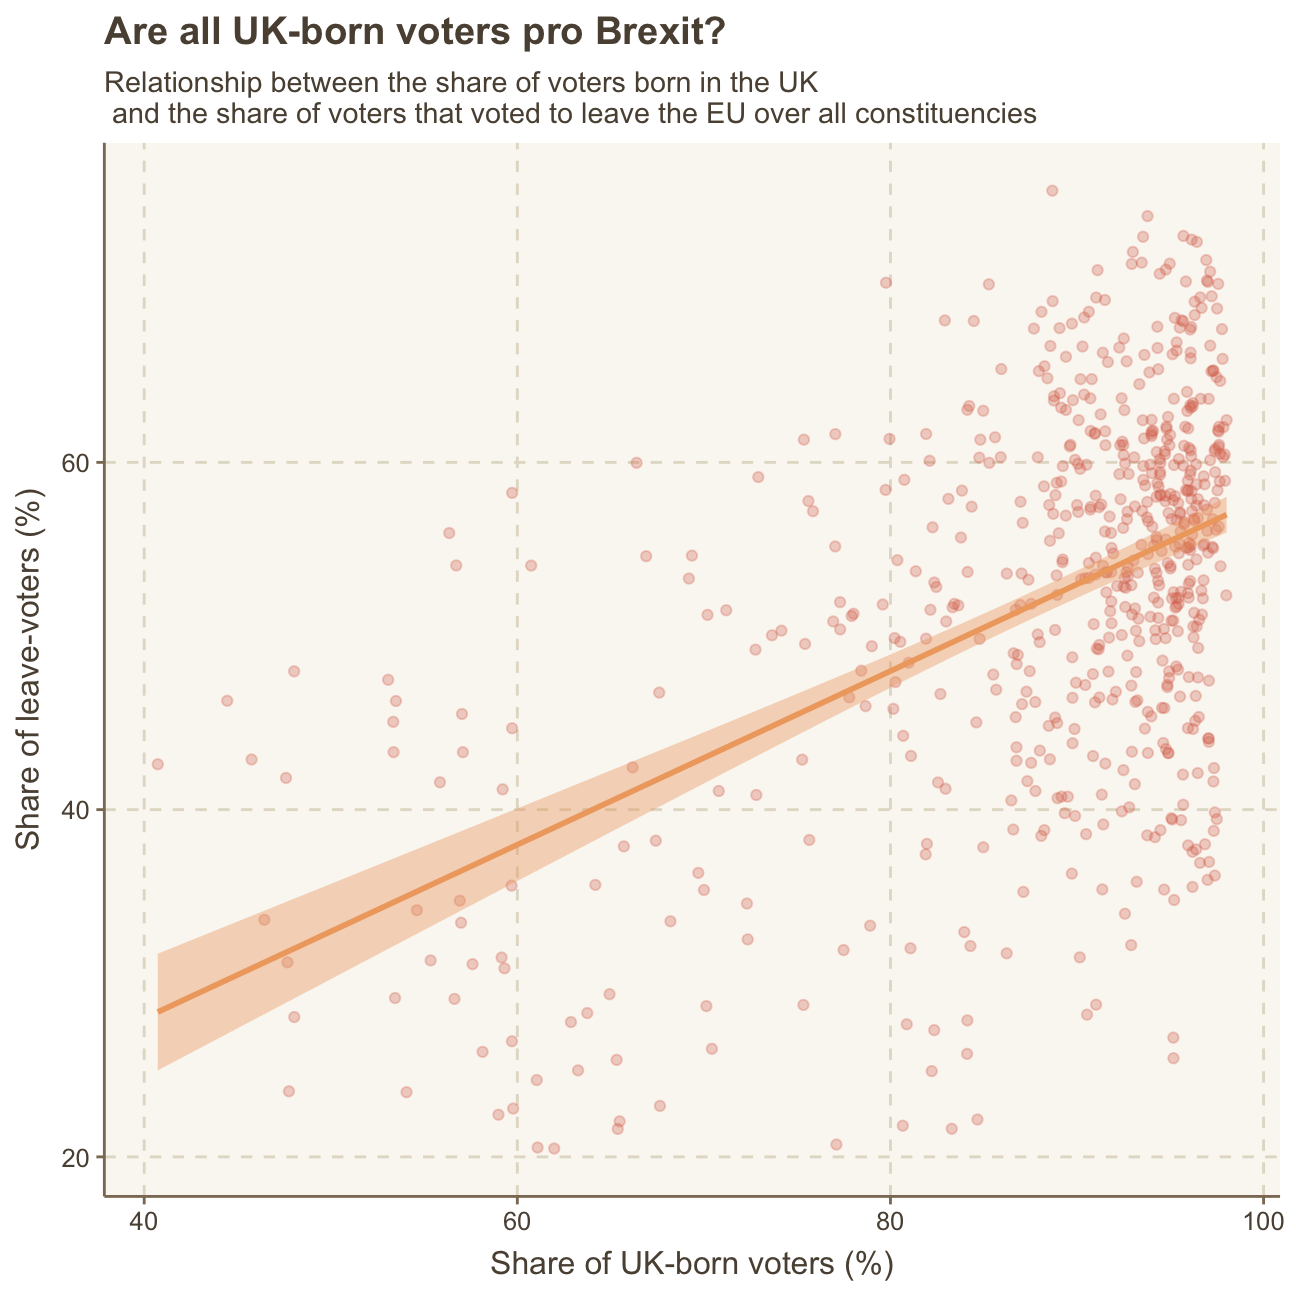 Are all UK-born voters pro Brexit?
Relationship between the share of voters born in the UK
and the share of voters that voted to leave the EU over all constituencies
Share of leave-voters (%)
60
40
20
40 60 80 100
Share of UK-born voters (%)